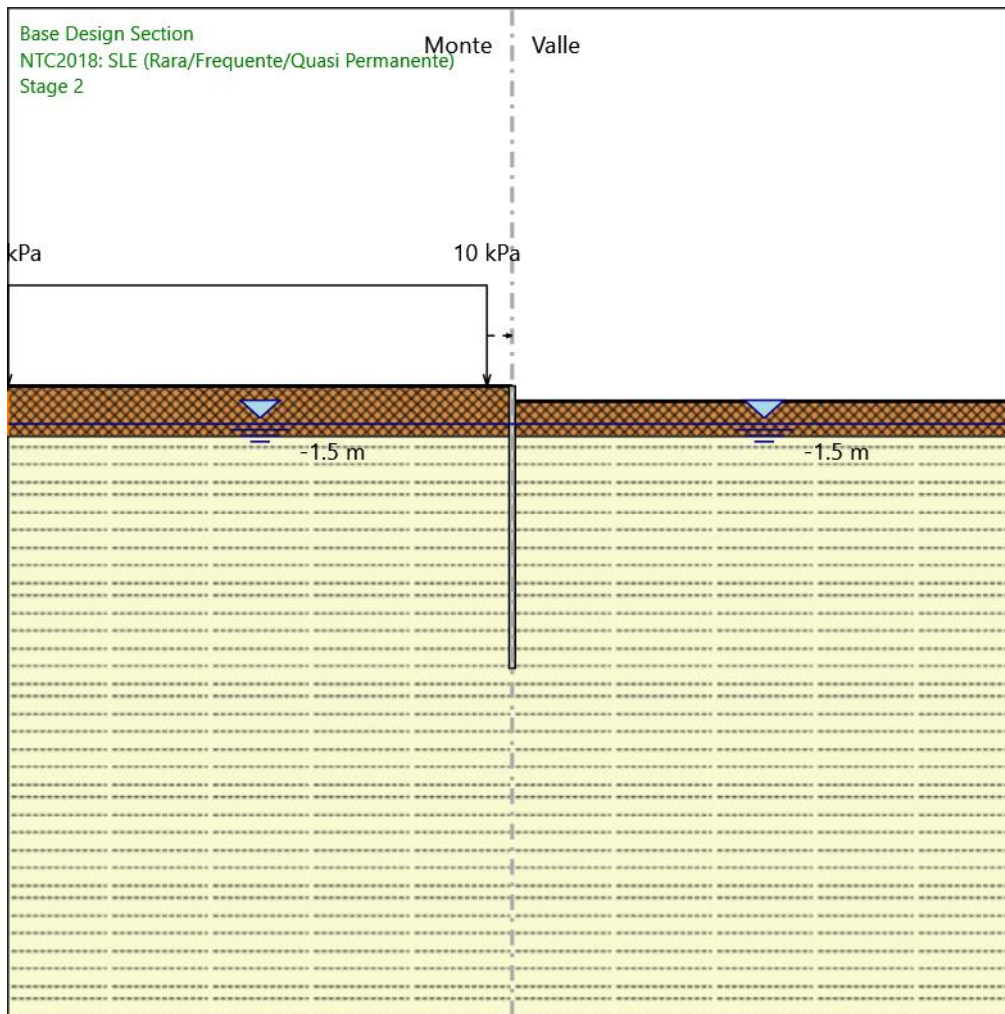 Base Design Section
NTC2018: SLE (Rara/Frequente/Quasi Permanente)
Stage 2
Monte
Valle
kPa
10 kPa
-1.5 m
-1.5 m